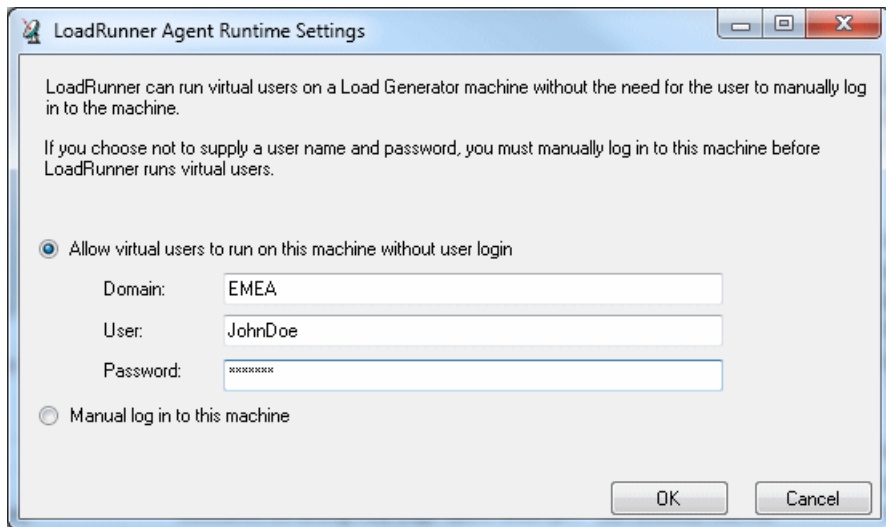 LoadRunner Agent Runtime Settings
LoadRunner can run virtual users on a Load Generator machine without the need for the user to manually log
in to the machine.
If you choose not to supply a user name and password, you must manually log in to this machine before
LoadRunner runs virtual users.
Allow virtual users to run on this machine without user login
Domain: EMEA
User: JohnDoe
Password: *******
Manual log in to this machine
OK Cancel